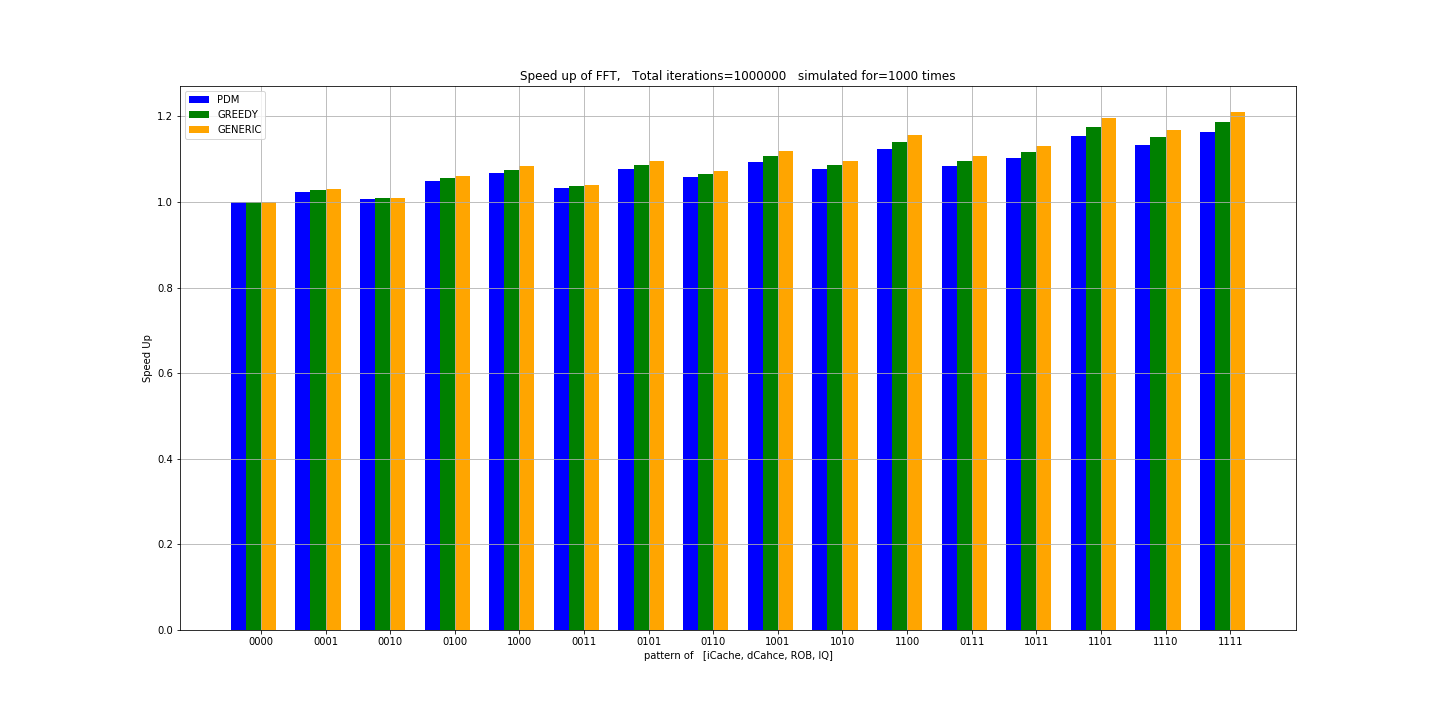 Speed up of FFT,   Total iterations=1000000   simulated for=1000 times
PDM
GREEDY
GENERIC
1.2
1.0
0.8
0.6
0.4
0.2
0.0
Speed Up
0000 0001 0010 0100 1000 0011 0101 0110 1001 1010 1100 0111 1011 1101 1110 1111
pattern of   [iCache, dCahce, ROB, IQ]